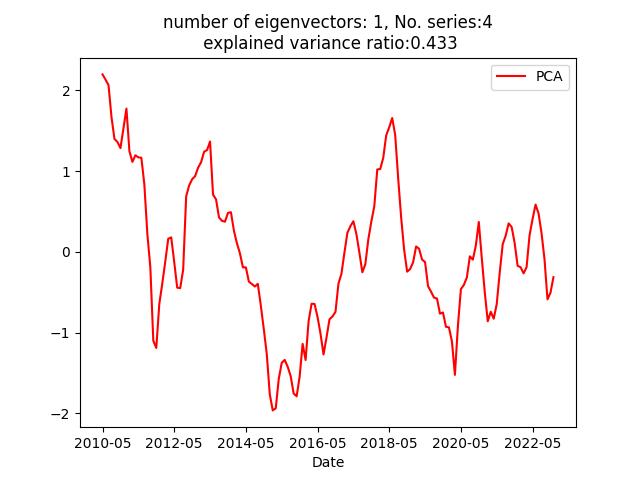 number of eigenvectors: 1, No. series:4
explained variance ratio:0.433
PCA
2
1
0
−1
−2
2010-05 2012-05 2014-05 2016-05 2018-05 2020-05 2022-05
Date